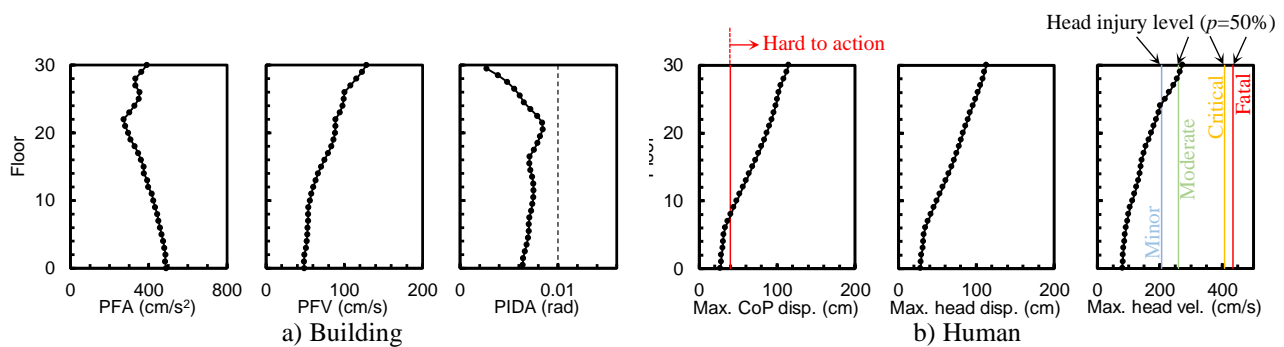 Head injury level (p=50%)
Hard to action
30
20
10
0
Floor
0 400 800
PFA (cm/s²)
0 100 200
PFV (cm/s)
0 0.01
PIDA (rad)
a) Building
30
20
10
0
0 100 200
Max. CoP disp. (cm)
0 100 200
Max. head disp. (cm)
Minor
Moderate
Critical
Fatal
0 200 400
Max. head vel. (cm/s)
b) Human